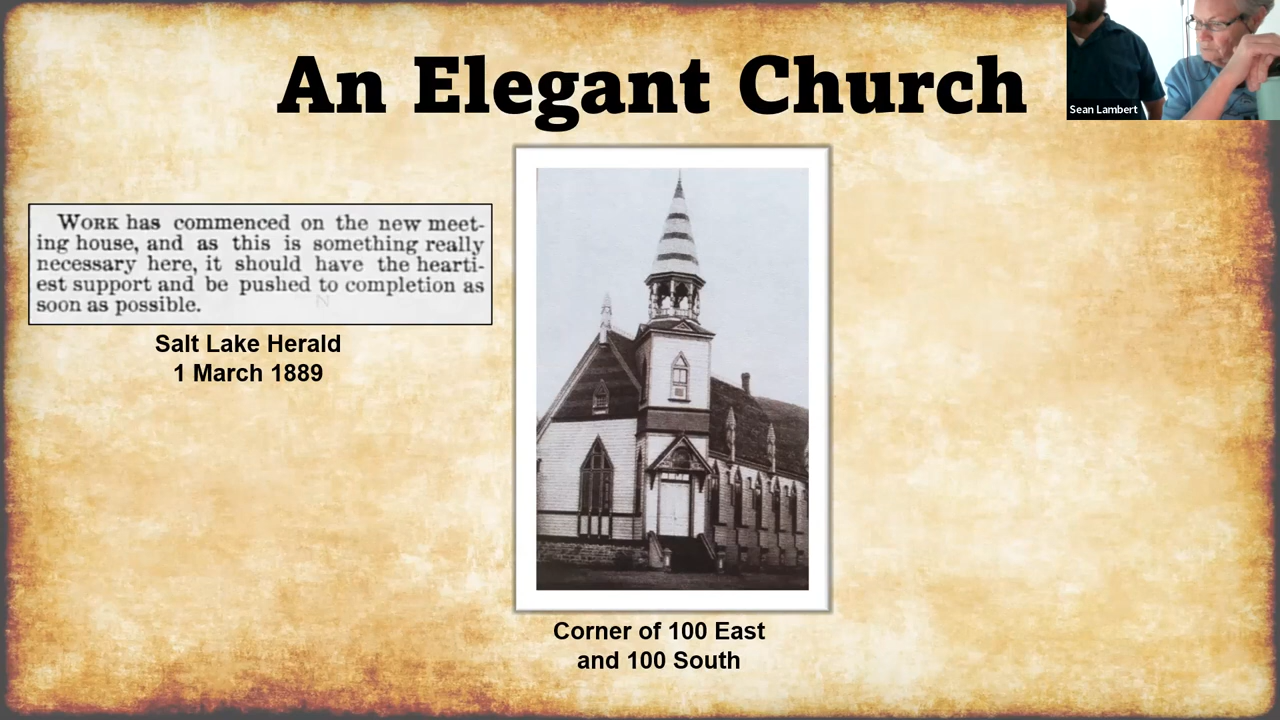 An Elegant Church
Sean Lambert
WORK has commenced on the new meet-
ing house, and as this is something really
necessary here, it should have the hearti-
est support and be pushed to completion as
soon as possible.
Salt Lake Herald
1 March 1889
Corner of 100 East
and 100 South